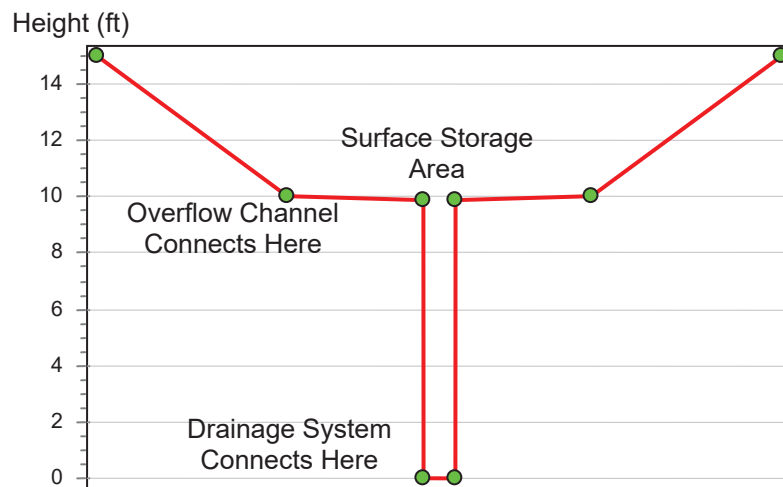 Height (ft)
14
12
Surface Storage
Area
10
Overflow Channel
Connects Here
8
6
4
2
Drainage System
Connects Here
0